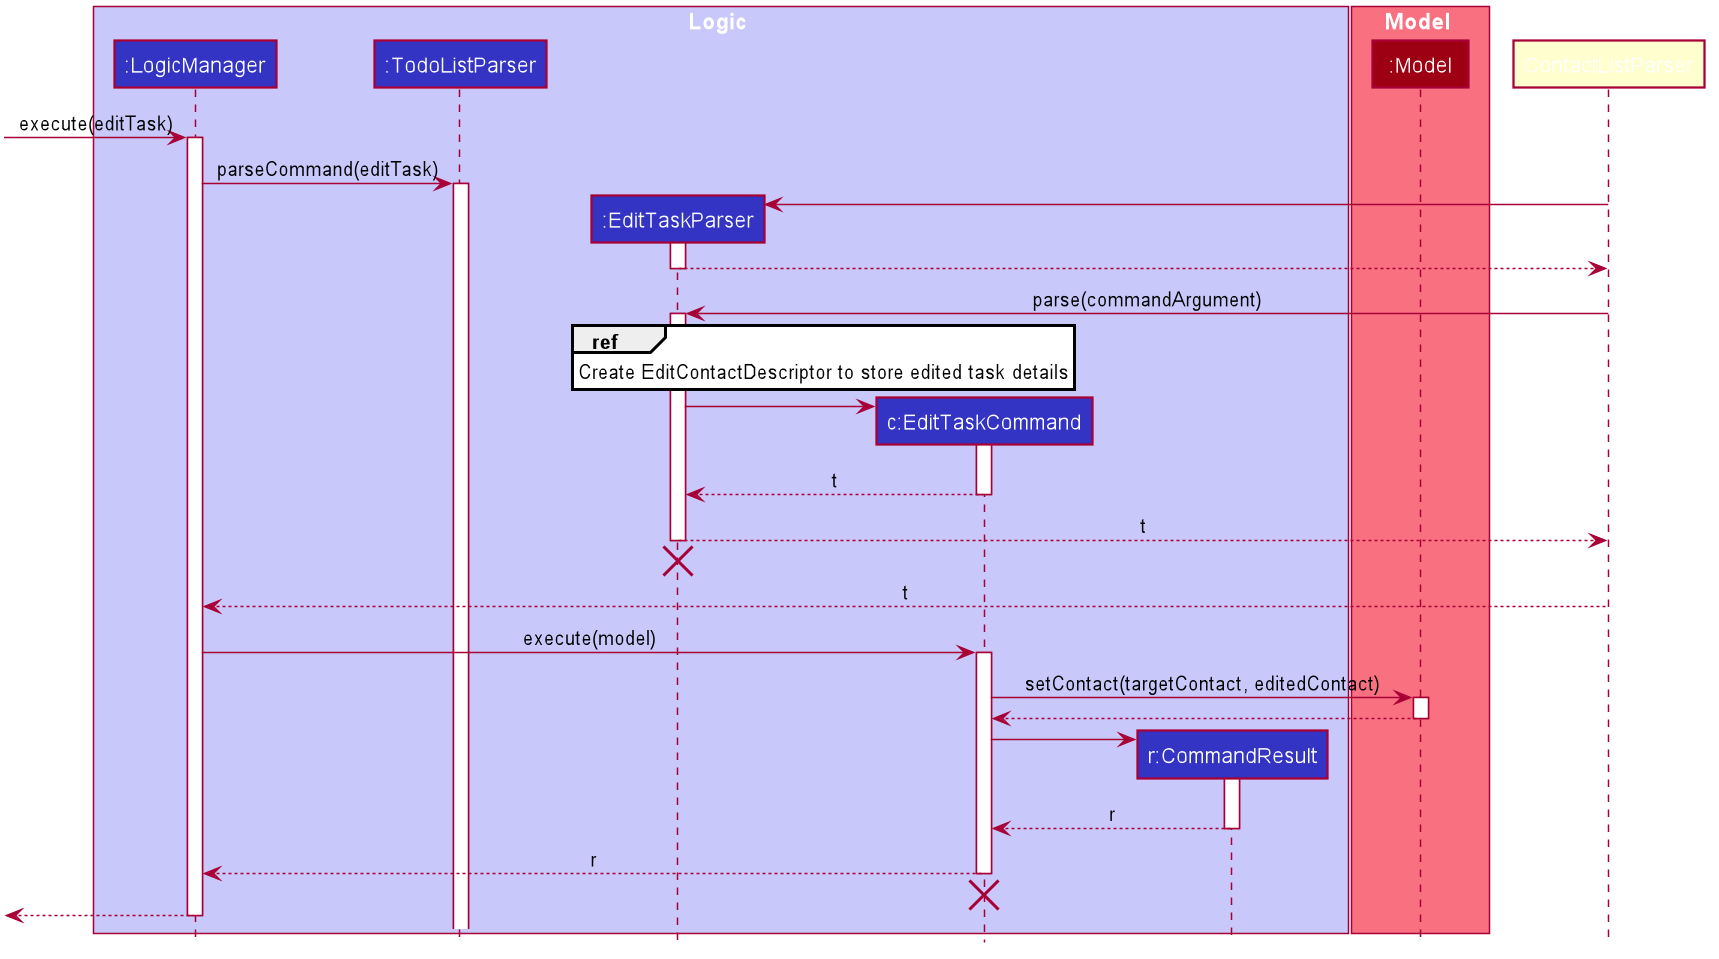 Logic
Model
:LogicManager
:TodoListParser
:Model
ContactListParser
execute(editTask)
parseCommand(editTask)
:EditTaskParser
parse(commandArgument)
ref
Create EditContactDescriptor to store edited task details
c:EditTaskCommand
t
t
t
execute(model)
setContact(targetContact, editedContact)
r:CommandResult
r
r